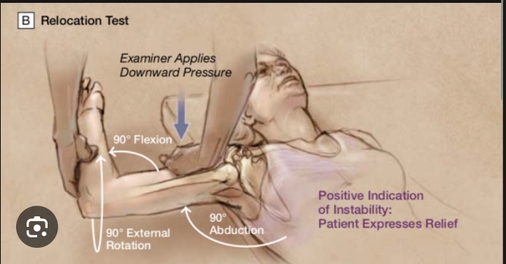 B Relocation Test
Examiner Applies
Downward Pressure
90° Flexion
90° External
Rotation
90°
Abduction
Positive Indication
of Instability:
Patient Expresses Relief